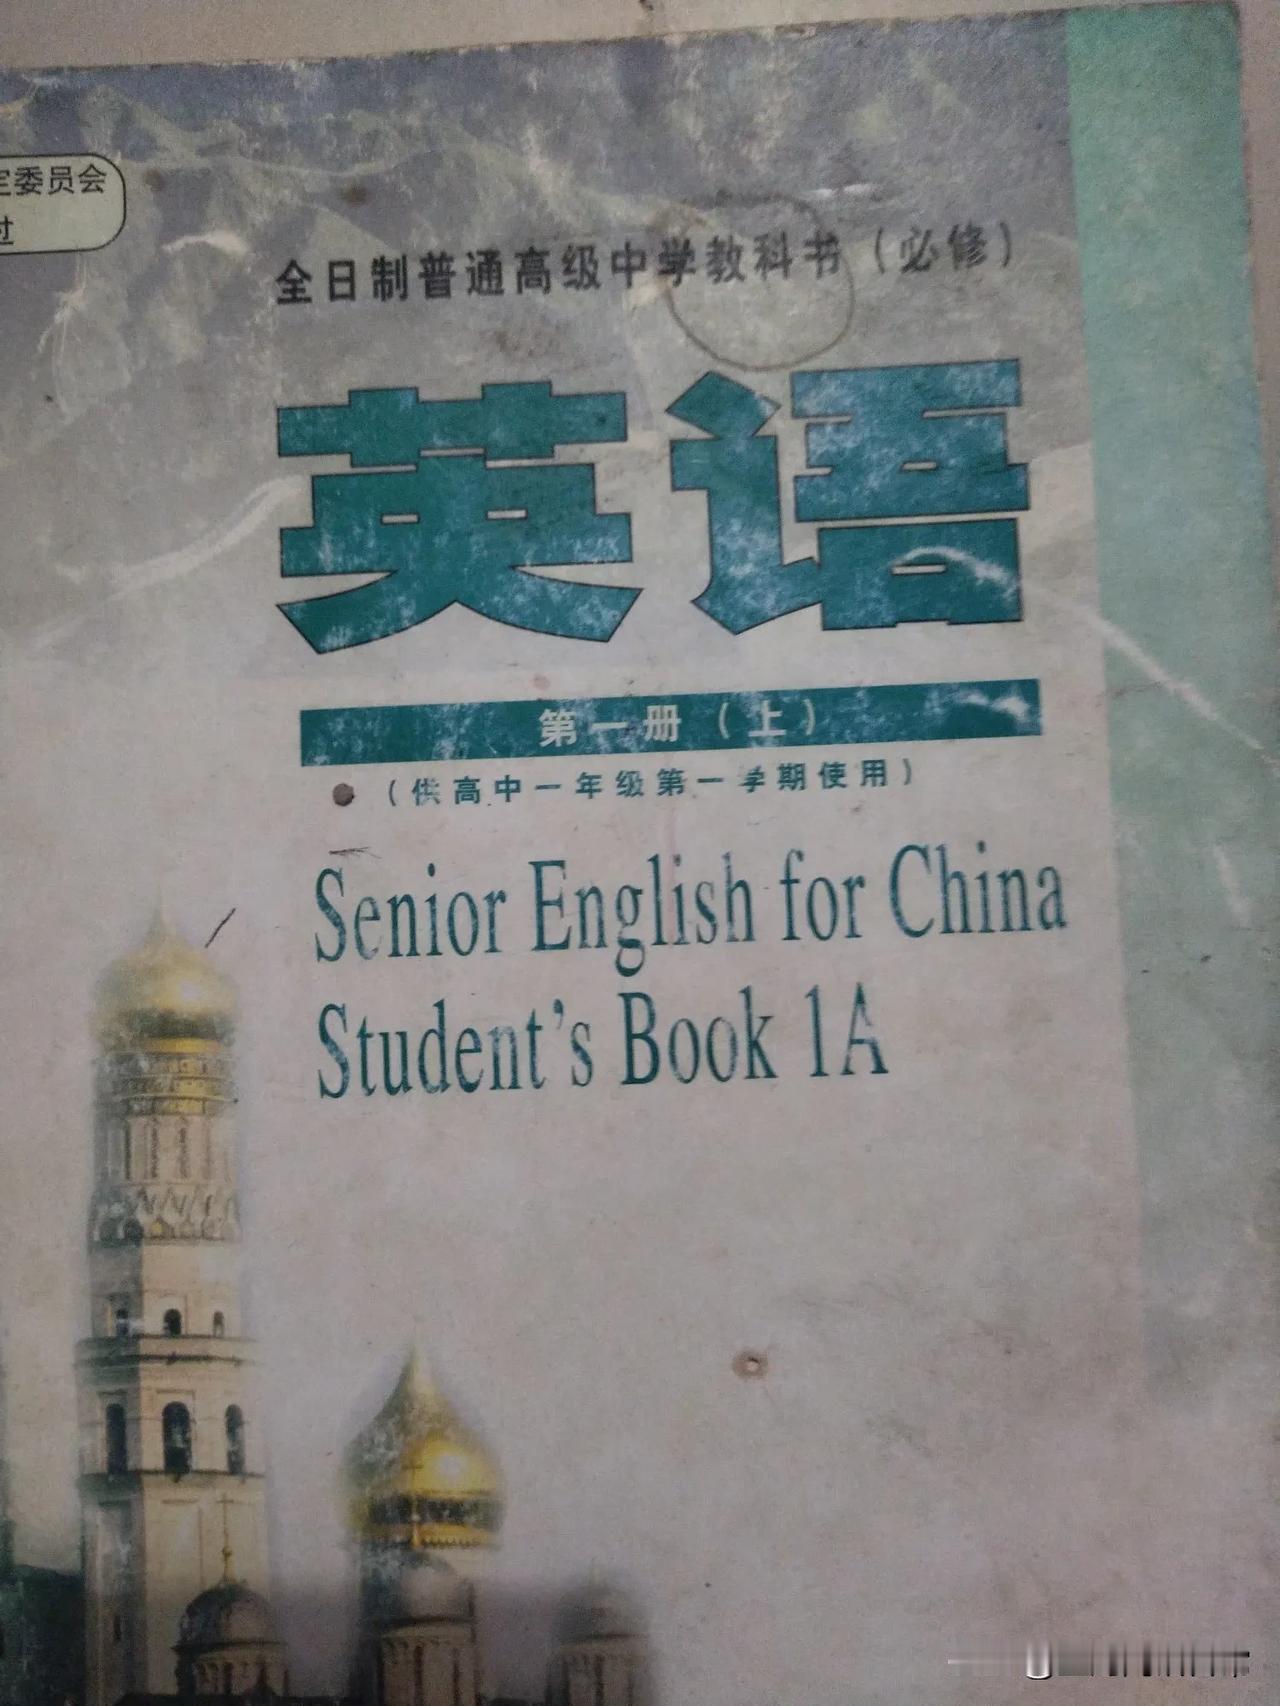 定委员会
过
全日制普通高级中学教科书（必修）
英语
第一册（上）
（供高中一年级第一学期使用）
Senior English for China
Student's Book 1A